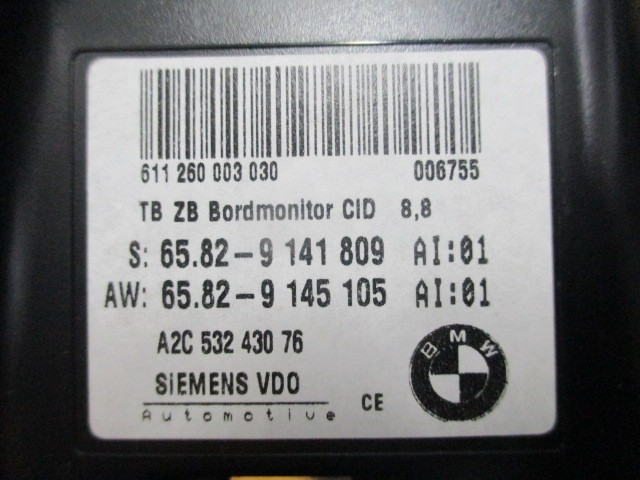 611 260 003 030 006755
TB ZB Bordmonitor CID 8,8
S: 65.82-9 141 809 AI:01
AW: 65.82-9 145 105 AI:01
A2C 532 430 76
BMW
SIEMENS VDO
Automotive CE